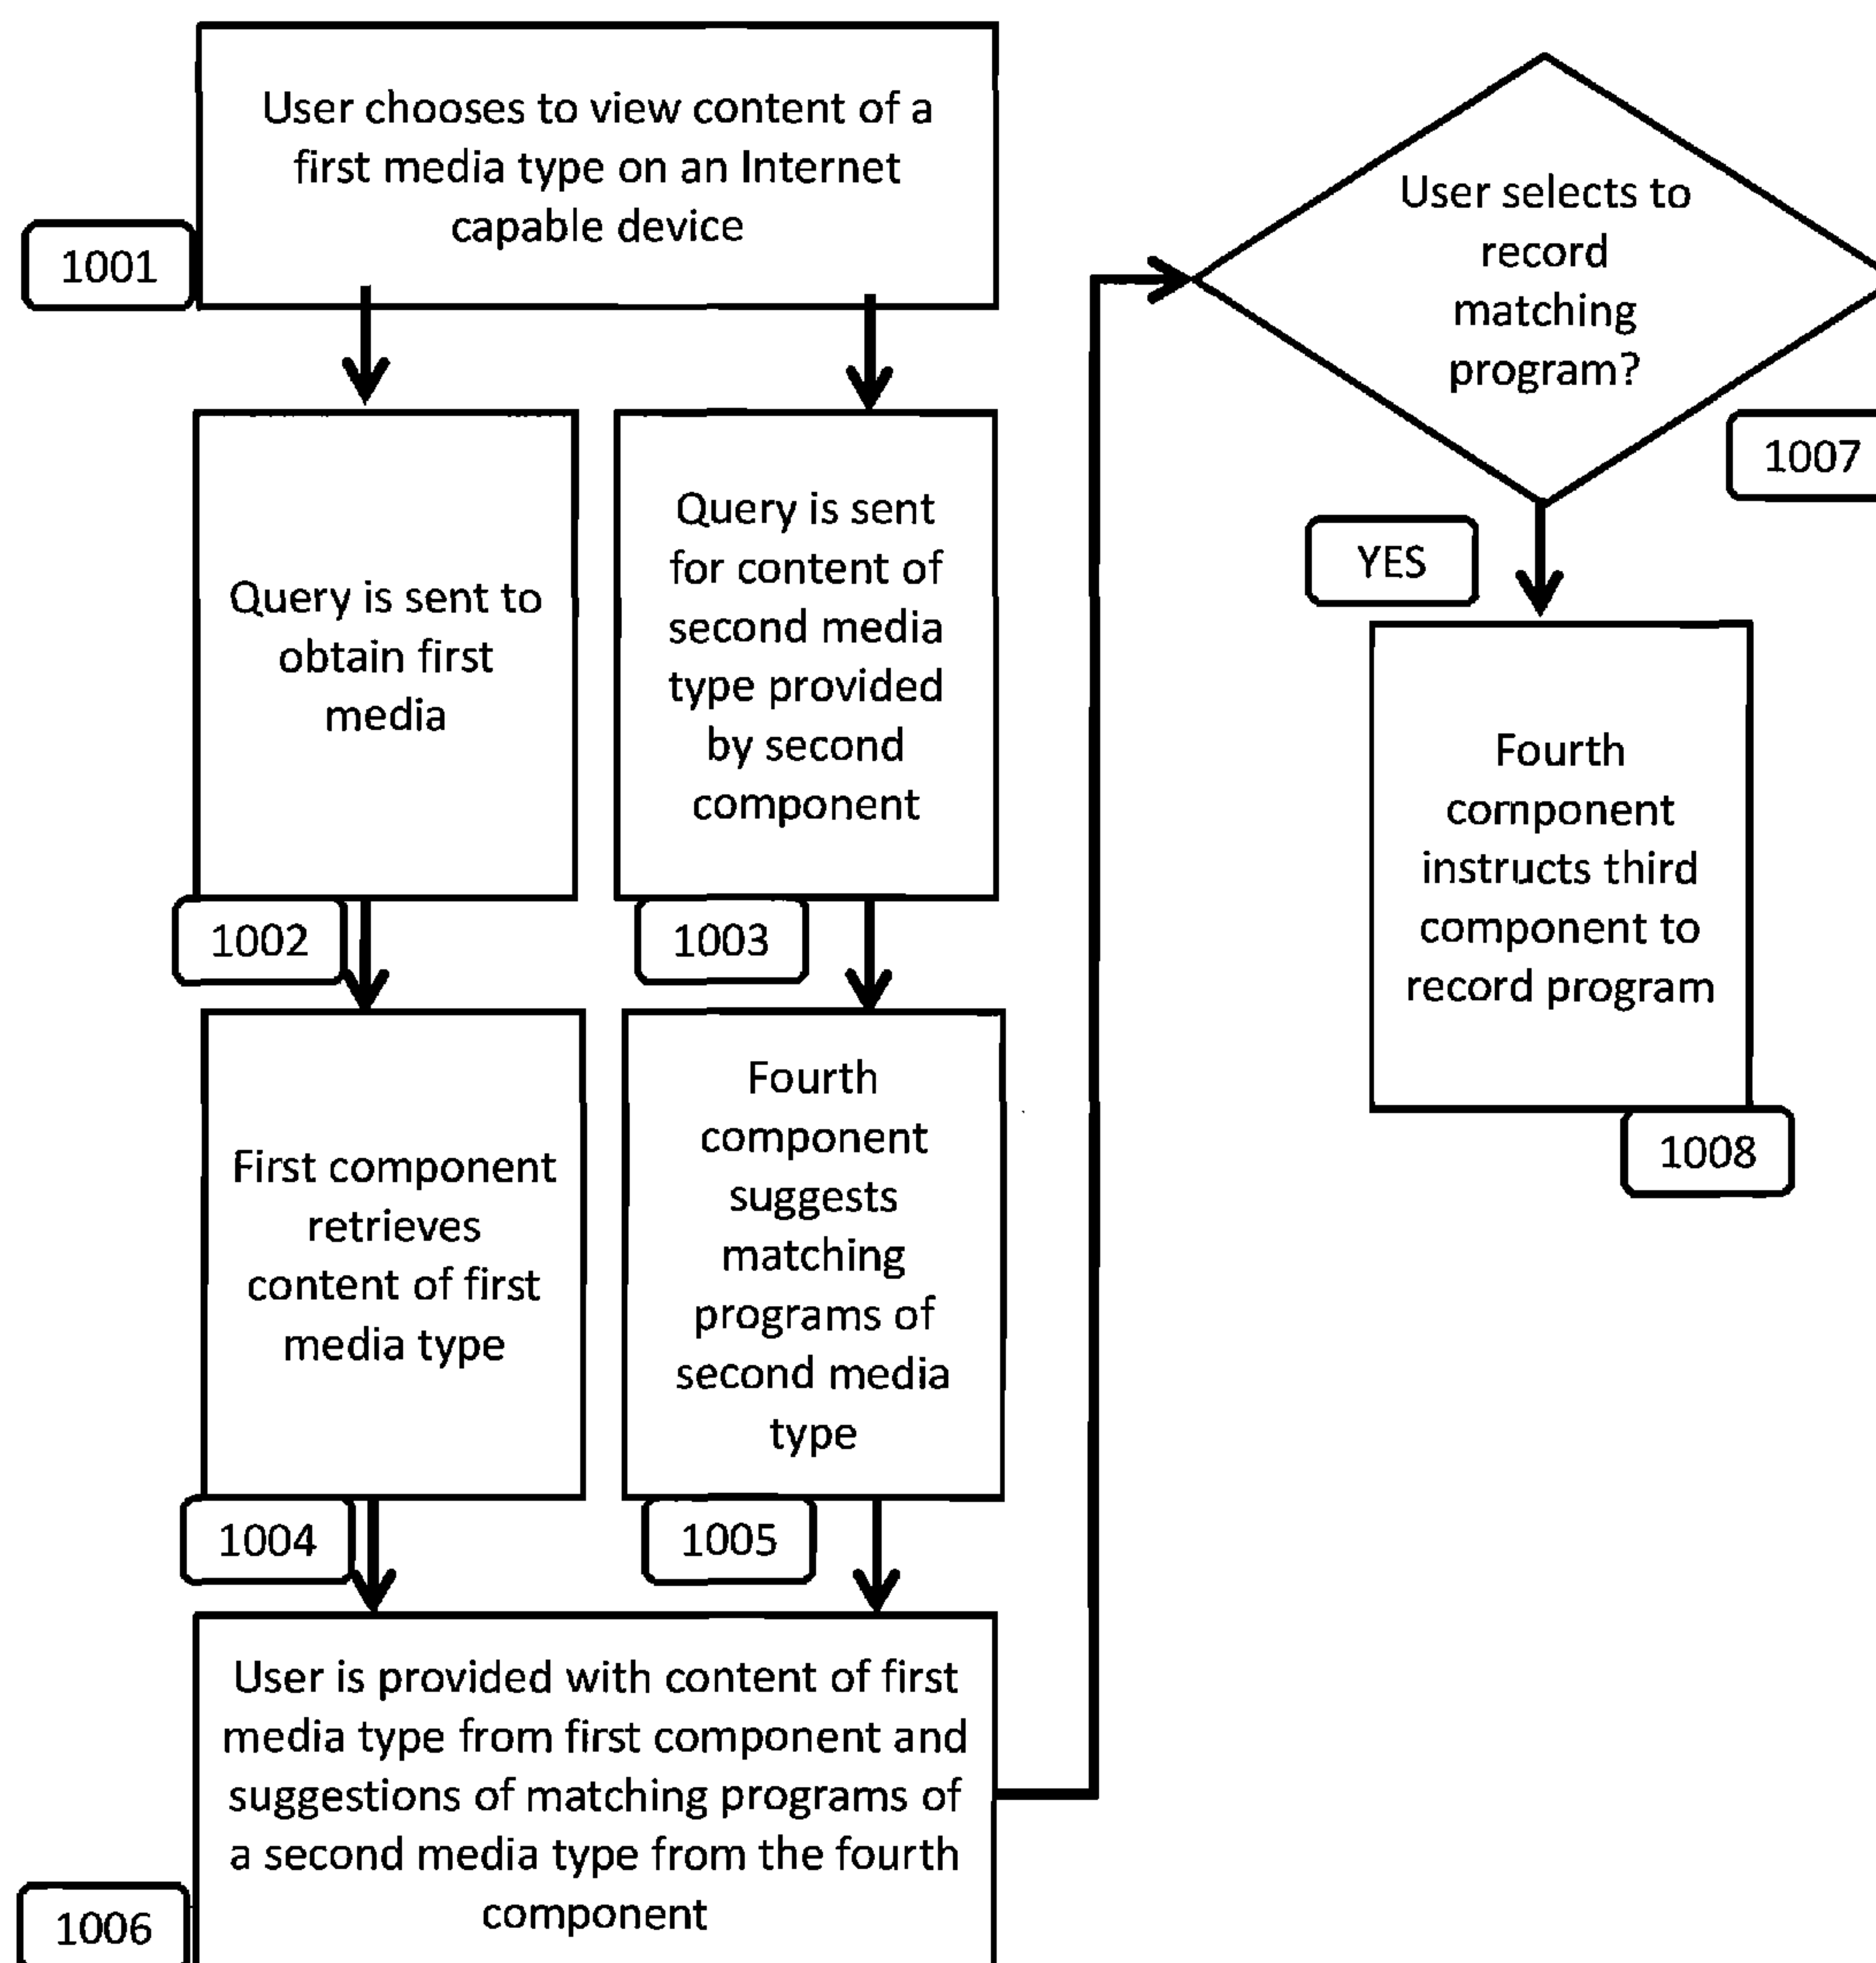 User chooses to view content of a
first media type on an Internet
capable device
1001
Query is sent to
obtain first
media
1002
Query is sent
for content of
second media
type provided
by second
component
1003
First component
retrieves
content of first
media type
1004
Fourth
component
suggests
matching
programs of
second media
type
1005
User is provided with content of first
media type from first component and
suggestions of matching programs of
a second media type from the fourth
component
1006
User selects to
record
matching
program?
1007
YES
Fourth
component
instructs third
component to
record program
1008